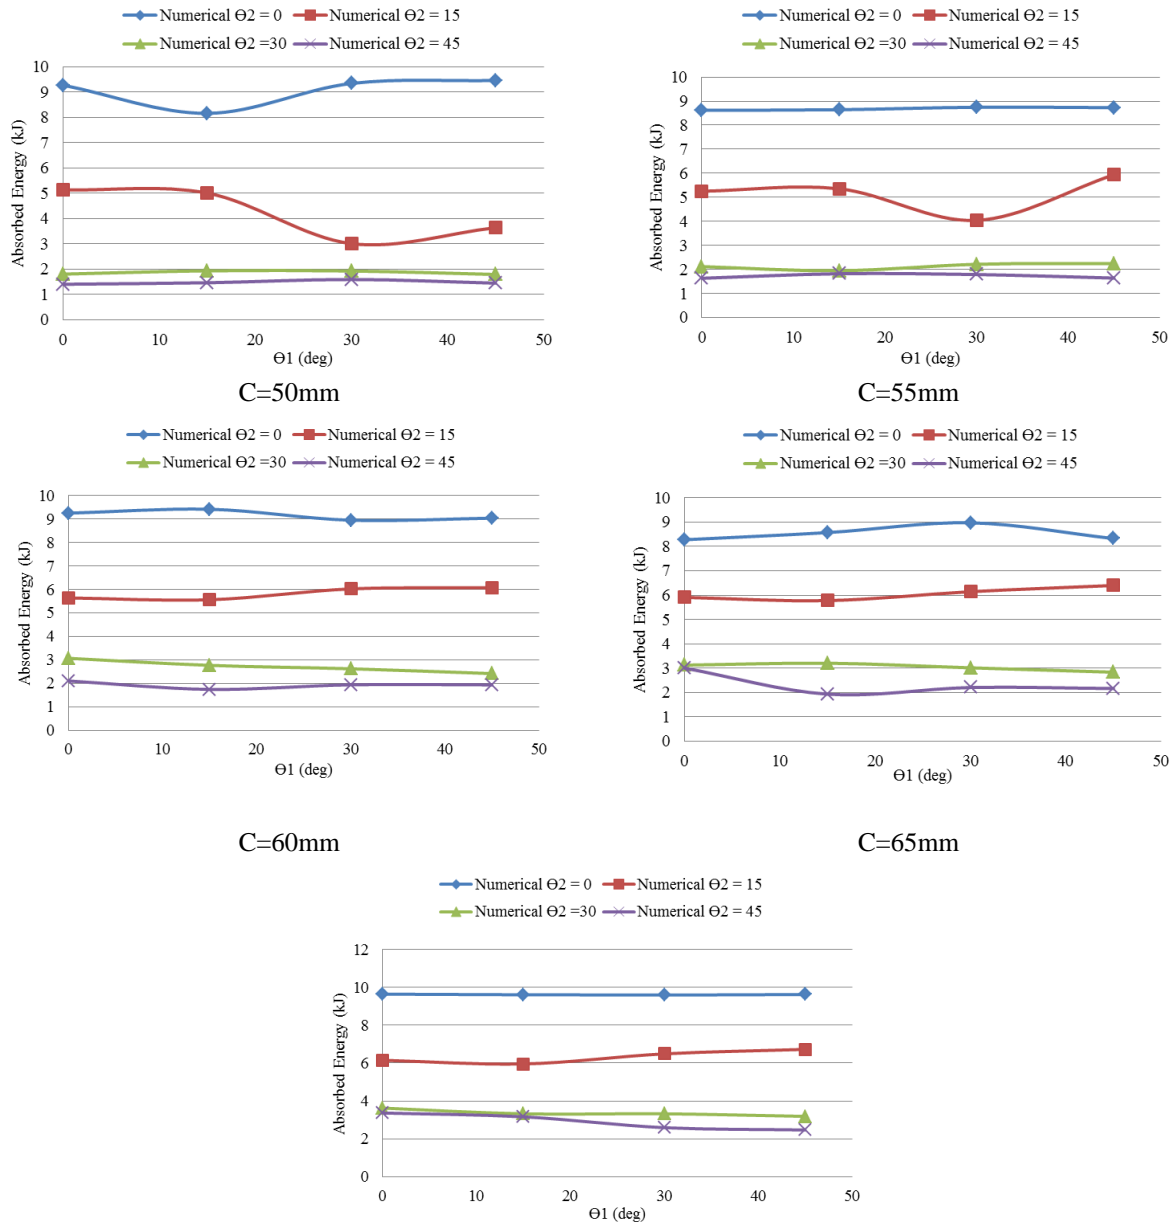 Numerical ϴ2 = 0 Numerical ϴ2 = 15
Numerical ϴ2 =30 Numerical ϴ2 = 45
10
9
8
7
6
5
4
3
2
1
0
Absorbed Energy (kJ)
0 10 20 30 40 50
ϴ1 (deg)
C=50mm
Numerical ϴ2 = 0 Numerical ϴ2 = 15
Numerical ϴ2 =30 Numerical ϴ2 = 45
10
9
8
7
6
5
4
3
2
1
0
Absorbed Energy (kJ)
0 10 20 30 40 50
ϴ1 (deg)
C=55mm
Numerical ϴ2 = 0 Numerical ϴ2 = 15
Numerical ϴ2 =30 Numerical ϴ2 = 45
10
9
8
7
6
5
4
3
2
1
0
Absorbed Energy (kJ)
0 10 20 30 40 50
ϴ1 (deg)
C=60mm
Numerical ϴ2 = 0 Numerical ϴ2 = 15
Numerical ϴ2 =30 Numerical ϴ2 = 45
10
9
8
7
6
5
4
3
2
1
0
Absorbed Energy (kJ)
0 10 20 30 40 50
ϴ1 (deg)
C=65mm
Numerical ϴ2 = 0 Numerical ϴ2 = 15
Numerical ϴ2 =30 Numerical ϴ2 = 45
12
10
8
6
4
2
0
Absorbed Energy (kJ)
0 10 20 30 40 50
ϴ1 (deg)